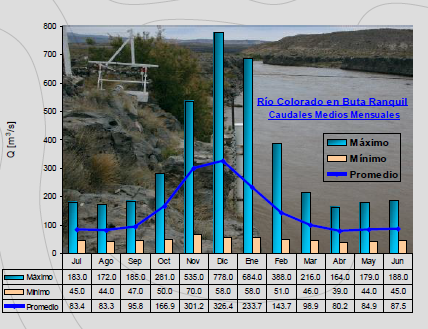 800
700
600
500
400
300
200
100
0
Q [m³/s]
Río Colorado en Buta Ranquil
Caudales Medios Mensuales
Máximo
Mínimo
Promedio
Jul Ago Sep Oct Nov Dic Ene Feb Mar Abr May Jun
Máximo 183.0 172.0 185.0 281.0 535.0 778.0 684.0 388.0 216.0 164.0 179.0 188.0
Mínimo 45.0 44.0 47.0 50.0 70.0 58.0 58.0 51.0 46.0 39.0 44.0 45.0
Promedio 83.4 83.3 95.8 166.9 301.2 326.4 233.7 143.7 98.9 80.2 84.9 87.5